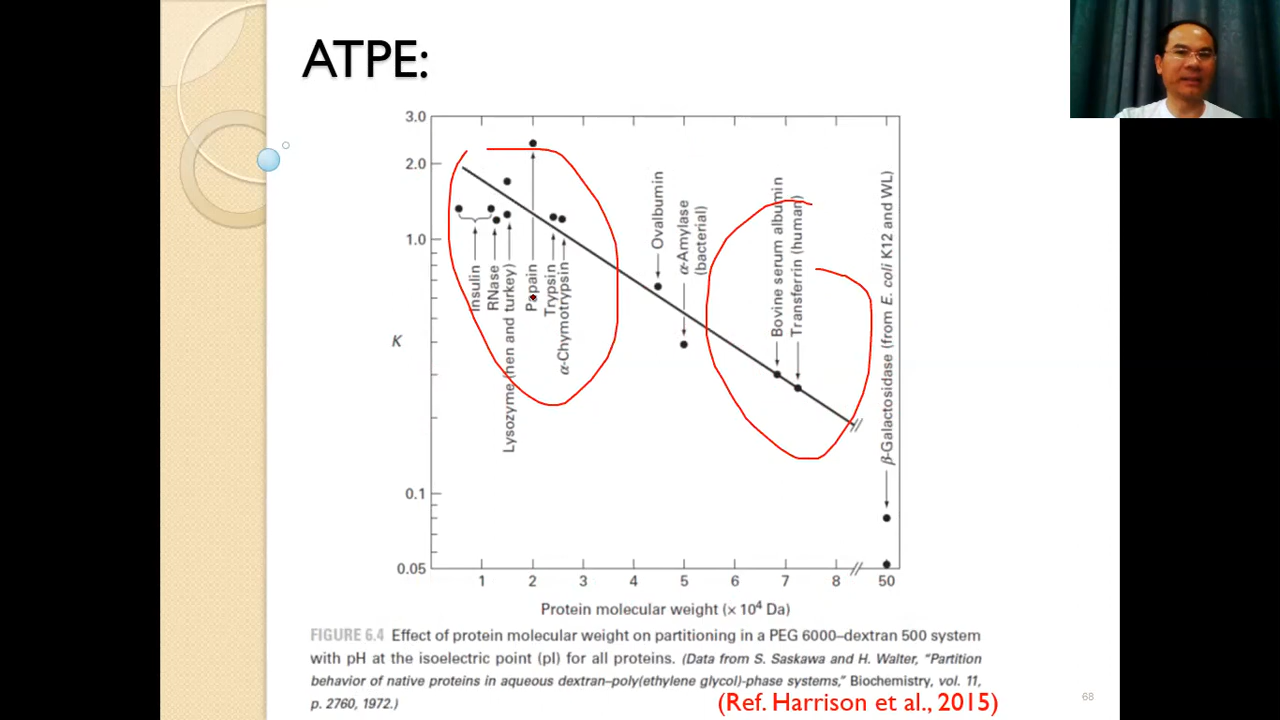 ATPE:
3.0
2.0
1.0
0.1
0.05
K
Insulin
RNase
Lysozyme (hen and turkey)
Papain
Trypsin
α-Chymotrypsin
Ovalbumin
α-Amylase
(bacterial)
Bovine serum albumin
Transferrin (human)
β-Galactosidase (from E. coli K12 and WL)
1 2 3 4 5 6 7 8 50
Protein molecular weight (× 10⁴ Da)
FIGURE 6.4 Effect of protein molecular weight on partitioning in a PEG 6000–dextran 500 system
with pH at the isoelectric point (pI) for all proteins. (Data from S. Saskawa and H. Walter, “Partition
behavior of native proteins in aqueous dextran–poly(ethylene glycol)-phase systems,” Biochemistry, vol. 11,
p. 2760, 1972.)
(Ref. Harrison et al., 2015)
68